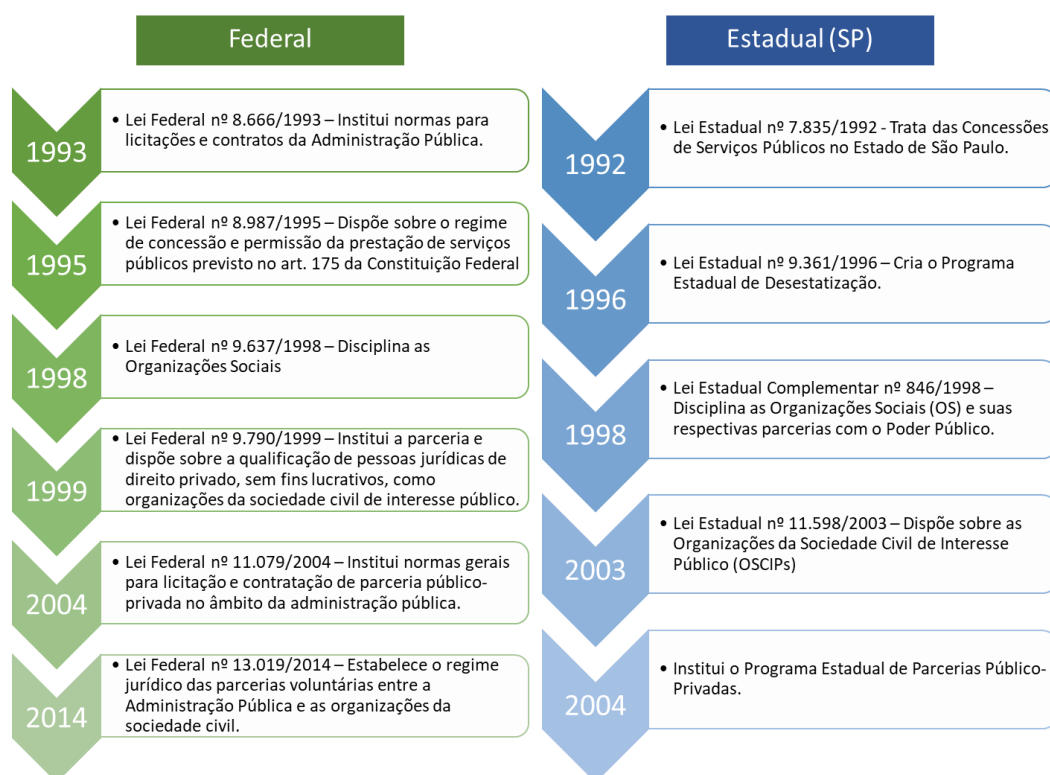 Federal
1993
• Lei Federal nº 8.666/1993 – Institui normas para
licitações e contratos da Administração Pública.
1995
• Lei Federal nº 8.987/1995 – Dispõe sobre o regime
de concessão e permissão da prestação de serviços
públicos previsto no art. 175 da Constituição Federal
1998
• Lei Federal nº 9.637/1998 – Disciplina as
Organizações Sociais
1999
• Lei Federal nº 9.790/1999 – Institui a parceria e
dispõe sobre a qualificação de pessoas jurídicas de
direito privado, sem fins lucrativos, como
organizações da sociedade civil de interesse público.
2004
• Lei Federal nº 11.079/2004 – Institui normas gerais
para licitação e contratação de parceria público-
privada no âmbito da administração pública.
2014
• Lei Federal nº 13.019/2014 – Estabelece o regime
jurídico das parcerias voluntárias entre a
Administração Pública e as organizações da
sociedade civil.
Estadual (SP)
1992
• Lei Estadual nº 7.835/1992 - Trata das Concessões
de Serviços Públicos no Estado de São Paulo.
1996
• Lei Estadual nº 9.361/1996 – Cria o Programa
Estadual de Desestatização.
1998
• Lei Estadual Complementar nº 846/1998 –
Disciplina as Organizações Sociais (OS) e suas
respectivas parcerias com o Poder Público.
2003
• Lei Estadual nº 11.598/2003 – Dispõe sobre as
Organizações da Sociedade Civil de Interesse
Público (OSCIPs)
2004
• Institui o Programa Estadual de Parcerias Público-
Privadas.